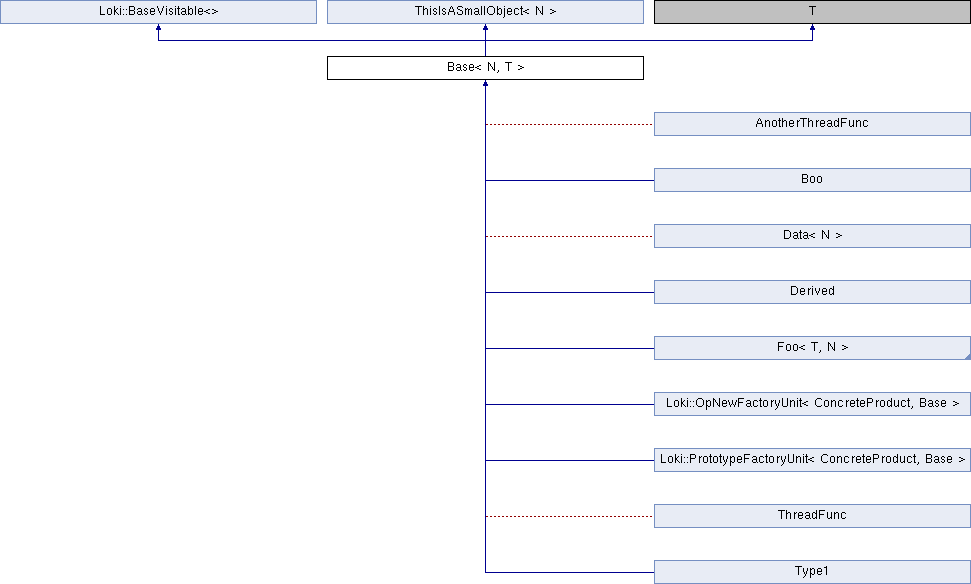 Loki::BaseVisitable<>
ThisIsASmallObject< N >
T
Base< N, T >
AnotherThreadFunc
Boo
Data< N >
Derived
Foo< T, N >
Loki::OpNewFactoryUnit< ConcreteProduct, Base >
Loki::PrototypeFactoryUnit< ConcreteProduct, Base >
ThreadFunc
Type1